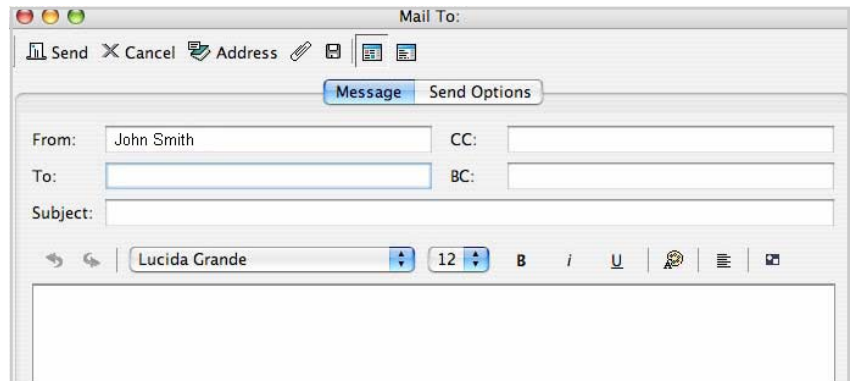 Mail To:
Send Cancel Address
Message Send Options
From: John Smith CC:
To: BC:
Subject:
Lucida Grande 12 B i U